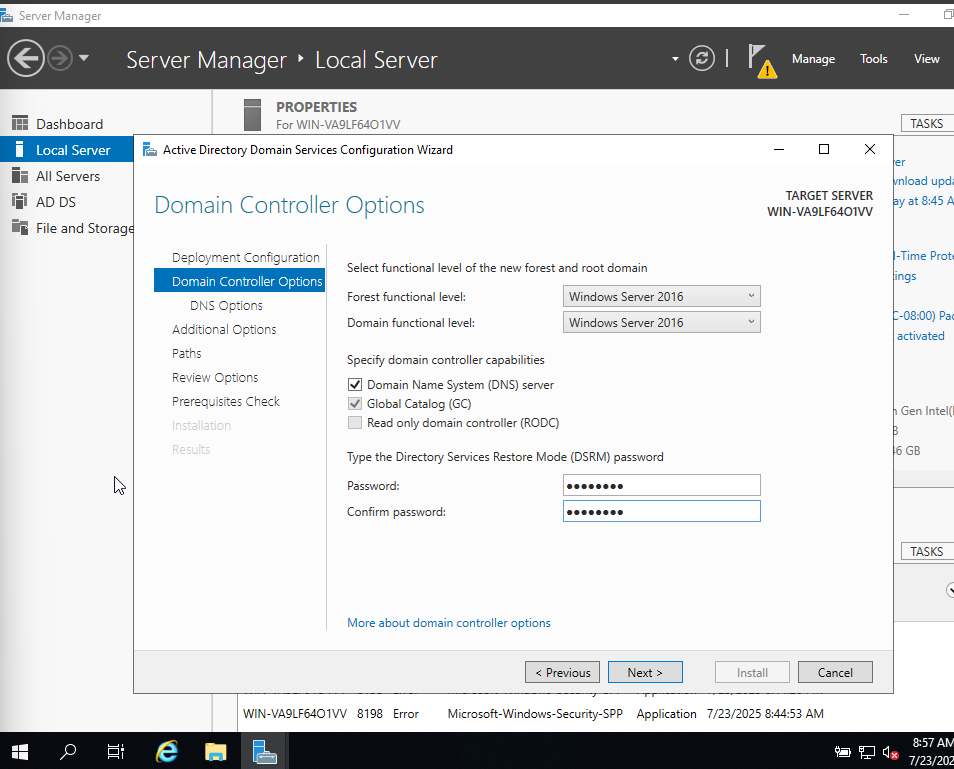 Server Manager
Server Manager Local Server
Manage Tools View
Dashboard
Local Server
All Servers
AD DS
File and Storage
PROPERTIES
For WIN-VA9LF64O1VV
TASKS
Active Directory Domain Services Configuration Wizard
Domain Controller Options
TARGET SERVER
WIN-VA9LF64O1VV
Deployment Configuration
Domain Controller Options
DNS Options
Additional Options
Paths
Review Options
Prerequisites Check
Installation
Results
Select functional level of the new forest and root domain
Forest functional level: Windows Server 2016
Domain functional level: Windows Server 2016
Specify domain controller capabilities
Domain Name System (DNS) server
Global Catalog (GC)
Read only domain controller (RODC)
Type the Directory Services Restore Mode (DSRM) password
Password: ●●●●●●●●
Confirm password: ●●●●●●●●
More about domain controller options
< Previous Next > Install Cancel
ver
wnload upda
ay at 8:45 A
l-Time Prote
ings
C-08:00) Pac
activated
h Gen Intel(
B
46 GB
TASKS
WIN-VA9LF64O1VV 8198 Error Microsoft-Windows-Security-SPP Application 7/23/2025 8:44:53 AM
8:57 AM
7/23/202